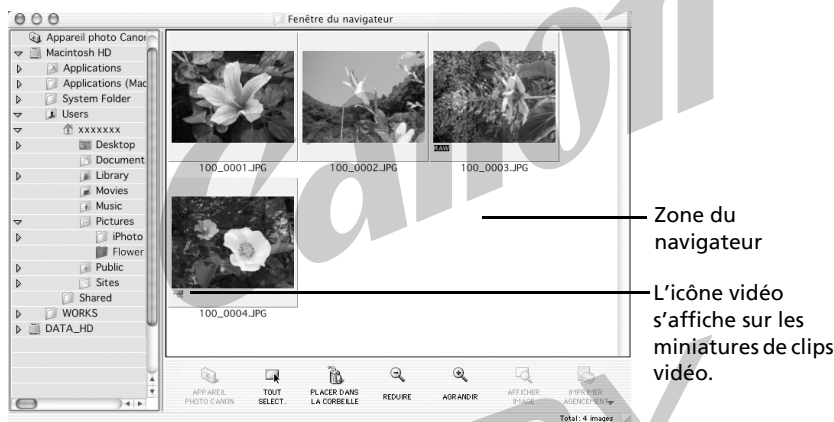 Fenêtre du navigateur
Appareil photo Canon
Macintosh HD
Applications
Applications (Mac
System Folder
Users
xxxxxxx
Desktop
Document
Library
Movies
Music
Pictures
iPhoto
Flower
Public
Sites
Shared
WORKS
DATA_HD
100_0001.JPG
100_0002.JPG
RAW
100_0003.JPG
100_0004.JPG
Zone du
navigateur
L'icône vidéo
s'affiche sur les
miniatures de clips
vidéo.
APPAREIL
PHOTO CANON
TOUT
SELECT.
PLACER DANS
LA CORBEILLE
REDUIRE
AGRANDIR
AFFICHER
IMAGE
IMPRIMER
AGENCEMENT
Total: 4 images
Canon